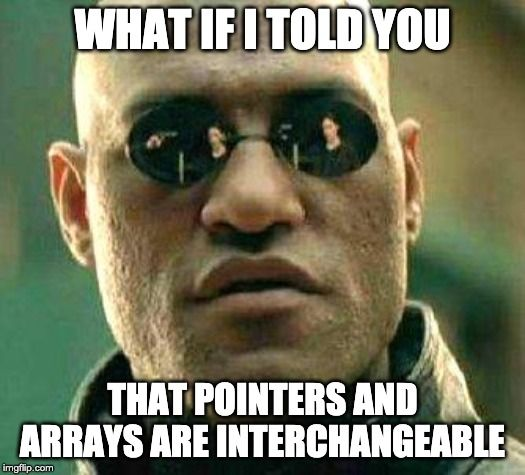 WHAT IF I TOLD YOU
THAT POINTERS AND
ARRAYS ARE INTERCHANGEABLE
imgflip.com